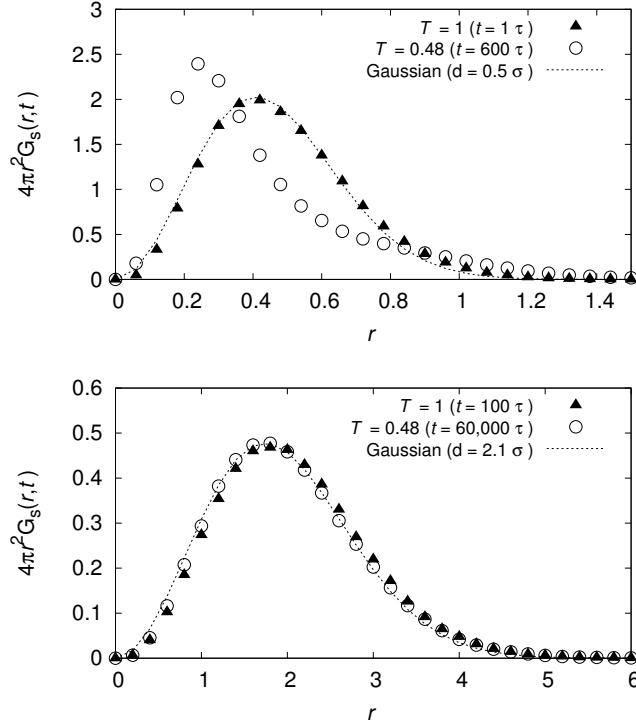 T = 1 (t = 1 τ)
T = 0.48 (t = 600 τ)
Gaussian (d = 0.5 σ)
4πr²Gₛ(r,t)
3
2.5
2
1.5
1
0.5
0
0 0.2 0.4 0.6 0.8 1 1.2 1.4
r
T = 1 (t = 100 τ)
T = 0.48 (t = 60,000 τ)
Gaussian (d = 2.1 σ)
4πr²Gₛ(r,t)
0.6
0.5
0.4
0.3
0.2
0.1
0
0 1 2 3 4 5 6
r